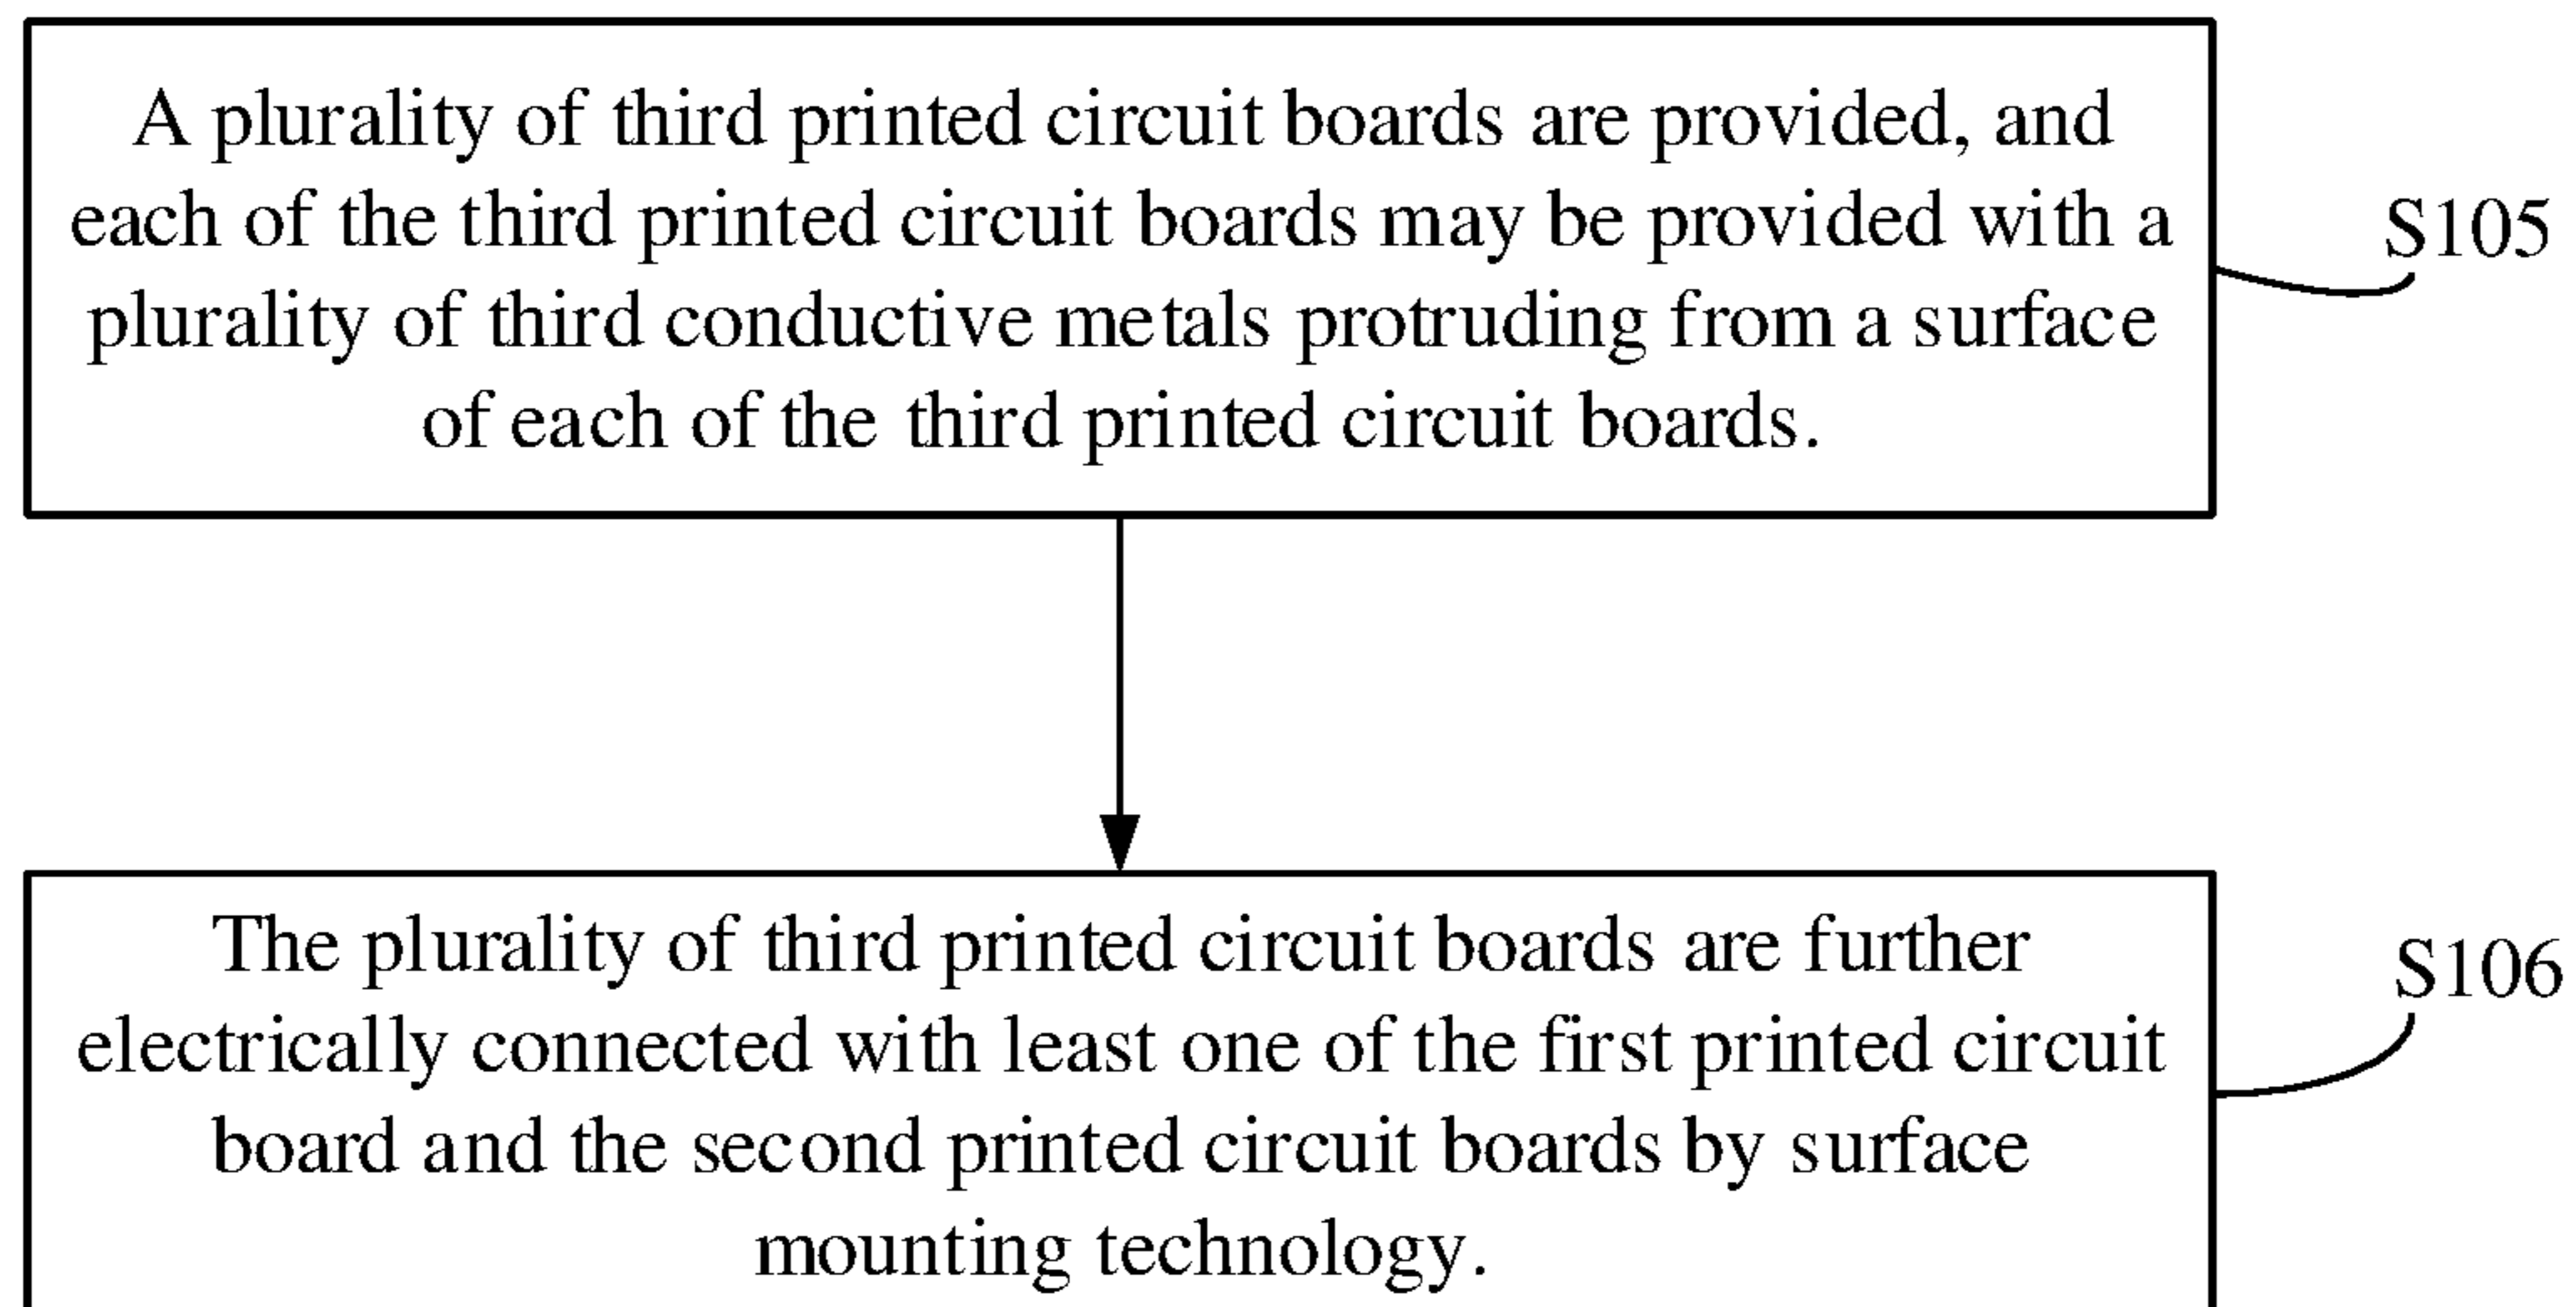 A plurality of third printed circuit boards are provided, and
each of the third printed circuit boards may be provided with a
plurality of third conductive metals protruding from a surface
of each of the third printed circuit boards.
S105
The plurality of third printed circuit boards are further
electrically connected with least one of the first printed circuit
board and the second printed circuit boards by surface
mounting technology.
S106